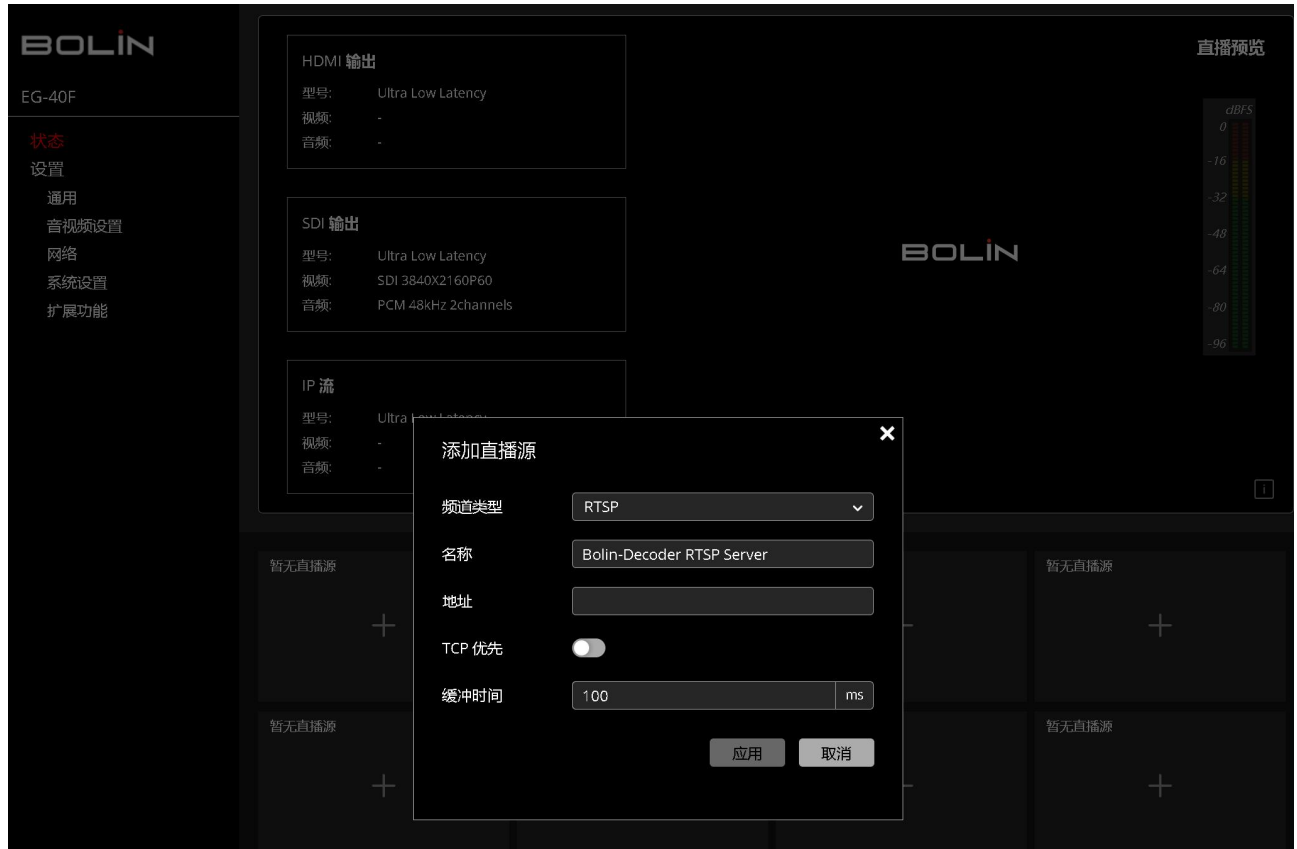 BOLIN
EG-40F
状态
设置
通用
音视频设置
网络
系统设置
扩展功能
HDMI 输出
型号: Ultra Low Latency
视频: -
音频: -
SDI 输出
型号: Ultra Low Latency
视频: SDI 3840X2160P60
音频: PCM 48kHz 2channels
IP 流
型号: Ultra Low Latency
视频: -
音频: -
直播预览
dBFS
0
-16
-32
-48
-64
-80
-96
BOLIN
i
添加直播源
频道类型 RTSP
名称 Bolin-Decoder RTSP Server
地址
TCP 优先
缓冲时间 100 ms
应用 取消
暂无直播源
暂无直播源
暂无直播源
暂无直播源